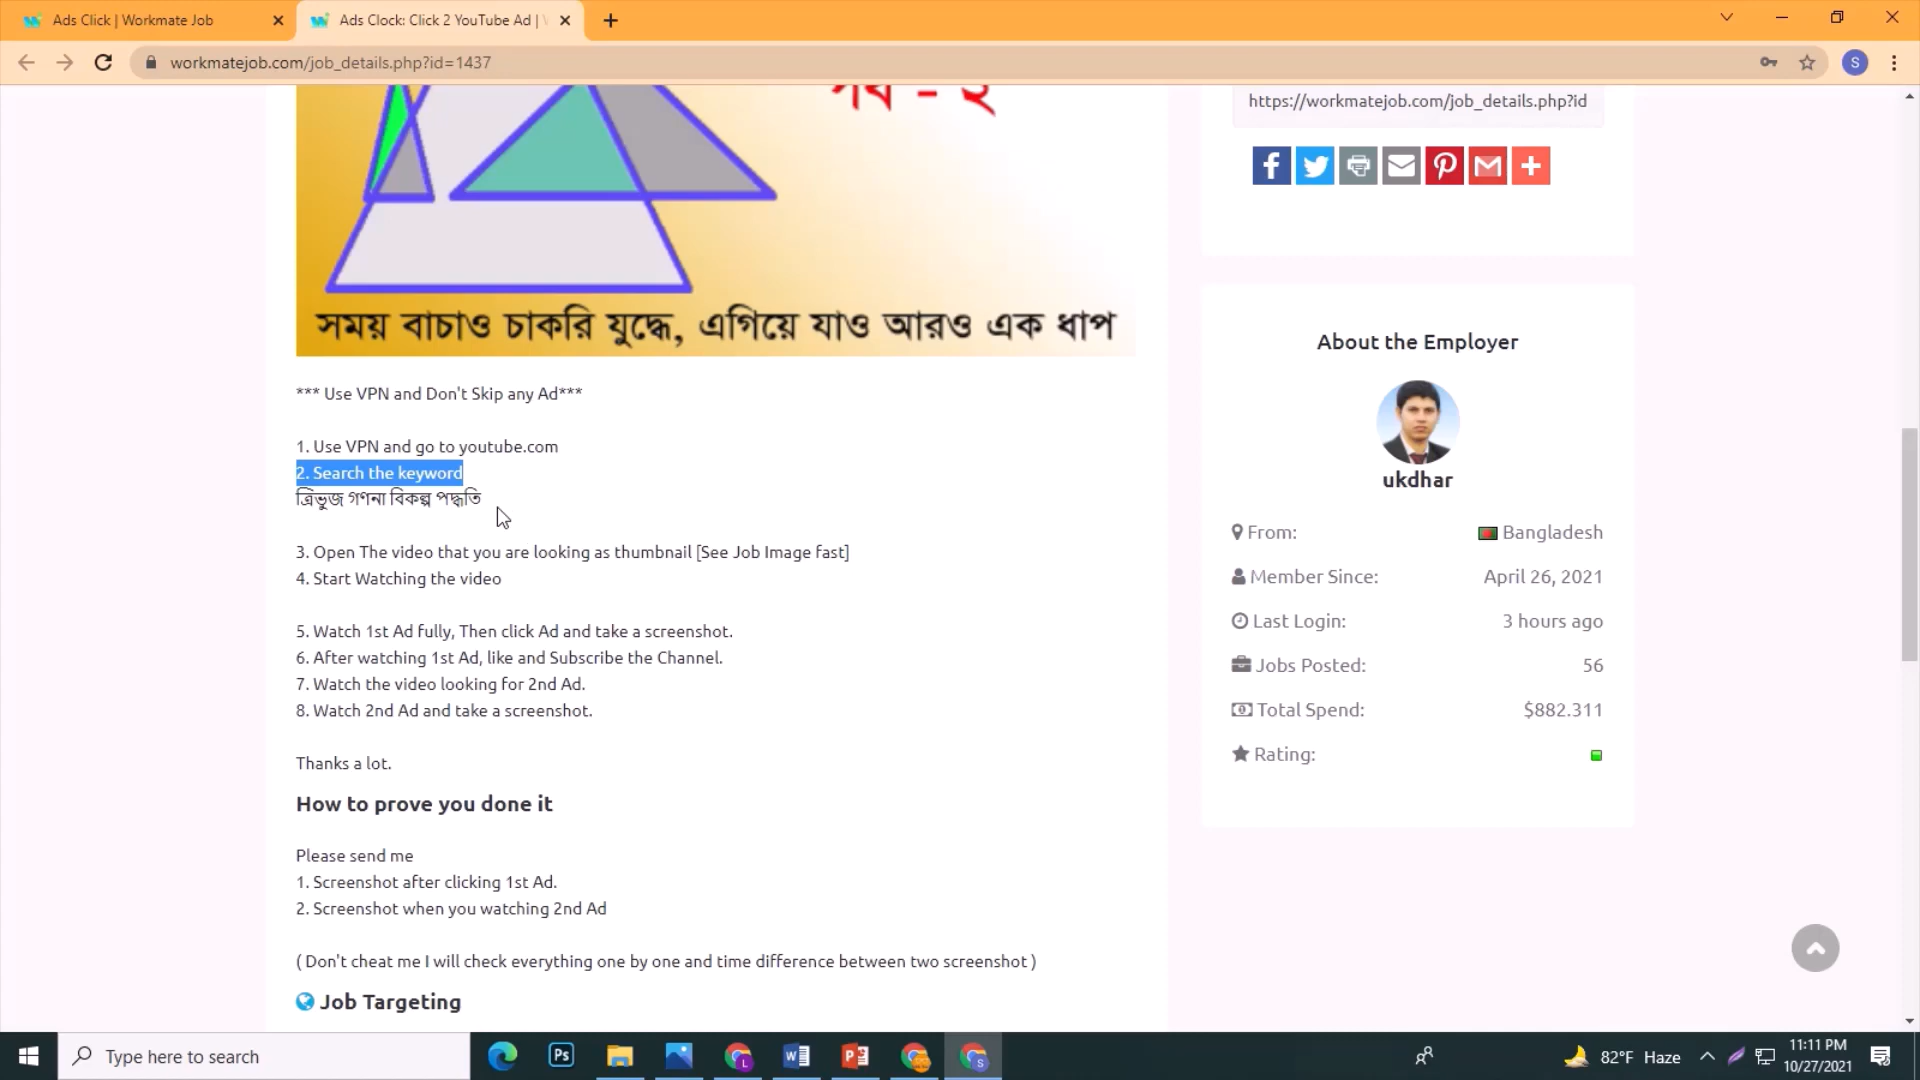 Ads Click | Workmate Job
Ads Clock: Click 2 YouTube Ad |
workmatejob.com/job_details.php?id=1437
S
পর্ব - ২
সময় বাচাও চাকরি যুদ্ধে, এগিয়ে যাও আরও এক ধাপ
*** Use VPN and Don't Skip any Ad***
1. Use VPN and go to youtube.com
2. Search the keyword
ত্রিভুজ গণনা বিকল্প পদ্ধতি
3. Open The video that you are looking as thumbnail [See Job Image fast]
4. Start Watching the video
5. Watch 1st Ad fully, Then click Ad and take a screenshot.
6. After watching 1st Ad, like and Subscribe the Channel.
7. Watch the video looking for 2nd Ad.
8. Watch 2nd Ad and take a screenshot.
Thanks a lot.
How to prove you done it
Please send me
1. Screenshot after clicking 1st Ad.
2. Screenshot when you watching 2nd Ad
( Don't cheat me I will check everything one by one and time difference between two screenshot )
Job Targeting
https://workmatejob.com/job_details.php?id
About the Employer
ukdhar
From: Bangladesh
Member Since: April 26, 2021
Last Login: 3 hours ago
Jobs Posted: 56
Total Spend: $882.311
Rating:
Type here to search
Ps
L
W
P
S
82°F Haze
11:11 PM
10/27/2021